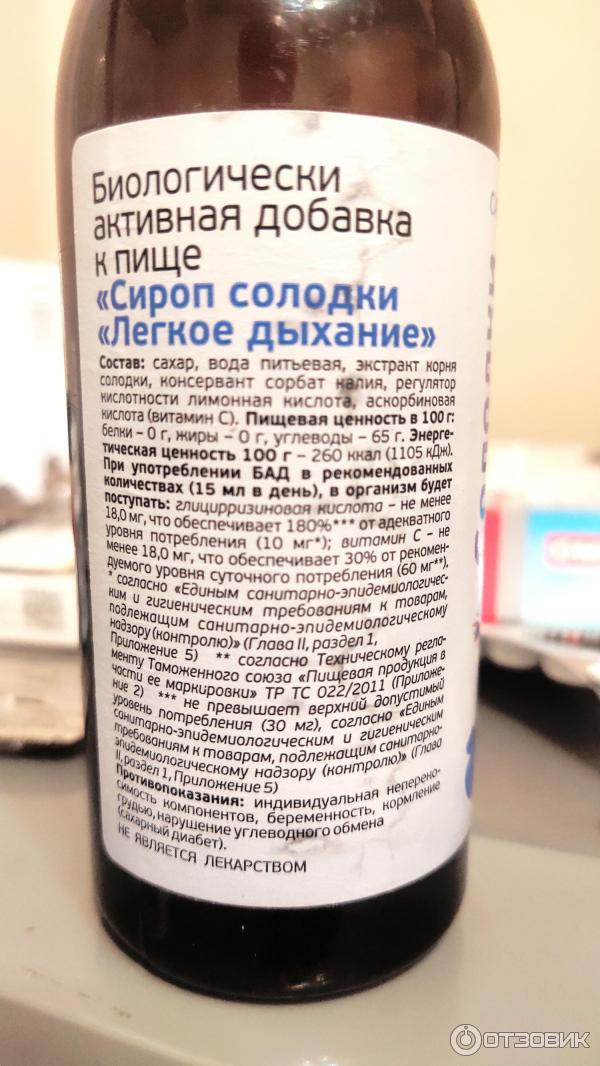 Биологически
активная добавка
к пище
«Сироп солодки
«Легкое дыхание»
Состав: сахар, вода питьевая, экстракт корня
солодки, консервант сорбат калия, регулятор
кислотности лимонная кислота, аскорбиновая
кислота (витамин С). Пищевая ценность в 100 г:
белки – 0 г, жиры – 0 г, углеводы – 65 г. Энерге-
тическая ценность 100 г – 260 ккал (1105 кДж).
При употреблении БАД в рекомендованных
количествах (15 мл в день), в организм будет
поступать: глицирризиновая кислота – не менее
18,0 мг, что обеспечивает 180%*** от адекватного
уровня потребления (10 мг*); витамин С – не
менее 18,0 мг, что обеспечивает 30% от рекомен-
дуемого уровня суточного потребления (60 мг**).
* согласно «Единым санитарно-эпидемиологичес-
ким и гигиеническим требованиям к товарам,
подлежащим санитарно-эпидемиологическому
надзору (контролю)» (Глава II, раздел 1,
Приложение 5) ** согласно Техническому регла-
менту Таможенного союза «Пищевая продукция в
части ее маркировки» ТР ТС 022/2011 (Приложе-
ние 2) *** не превышает верхний допустимый
уровень потребления (30 мг), согласно «Единым
санитарно-эпидемиологическим и гигиеническим
требованиям к товарам, подлежащим санитарно-
эпидемиологическому надзору (контролю)» (Глава
II, раздел 1, Приложение 5)
Противопоказания: индивидуальная неперено-
симость компонентов, беременность, кормление
грудью, нарушение углеводного обмена
(сахарный диабет).
НЕ ЯВЛЯЕТСЯ ЛЕКАРСТВОМ
ОТЗОВИК